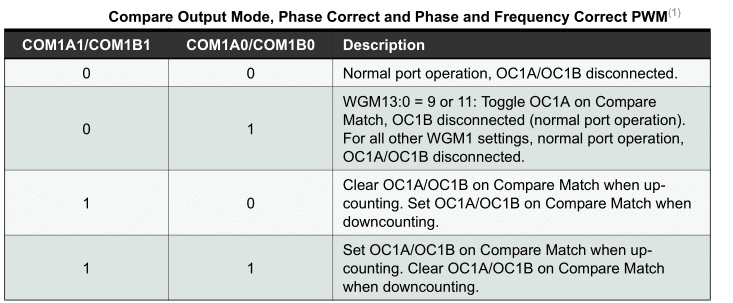 Compare Output Mode, Phase Correct and Phase and Frequency Correct PWM(1)
COM1A1/COM1B1 COM1A0/COM1B0 Description
0 0 Normal port operation, OC1A/OC1B disconnected.
0 1 WGM13:0 = 9 or 11: Toggle OC1A on Compare
Match, OC1B disconnected (normal port operation).
For all other WGM1 settings, normal port operation,
OC1A/OC1B disconnected.
1 0 Clear OC1A/OC1B on Compare Match when up-
counting. Set OC1A/OC1B on Compare Match when
downcounting.
1 1 Set OC1A/OC1B on Compare Match when up-
counting. Clear OC1A/OC1B on Compare Match
when downcounting.